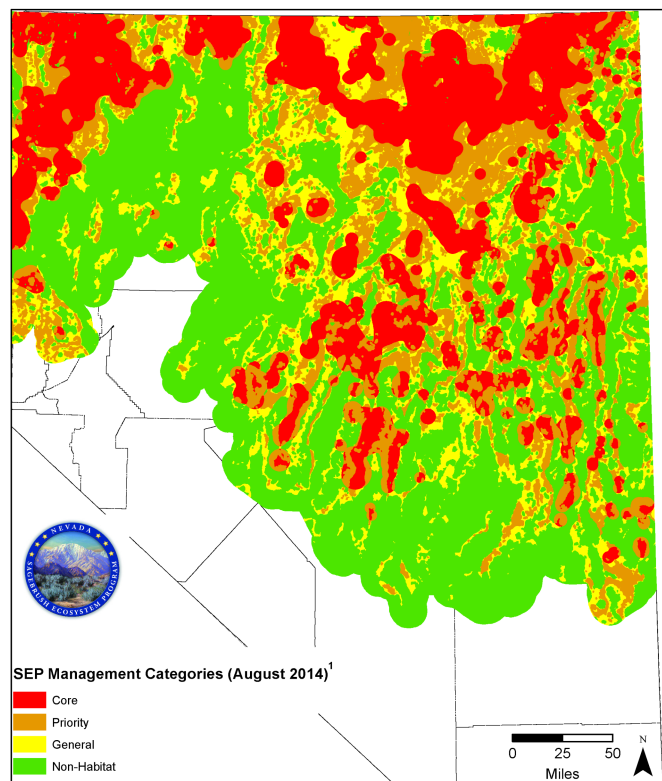 NEVADA
SAGEBRUSH ECOSYSTEM PROGRAM
SEP Management Categories (August 2014)1
Core
Priority
General
Non-Habitat
N
0 25 50
Miles